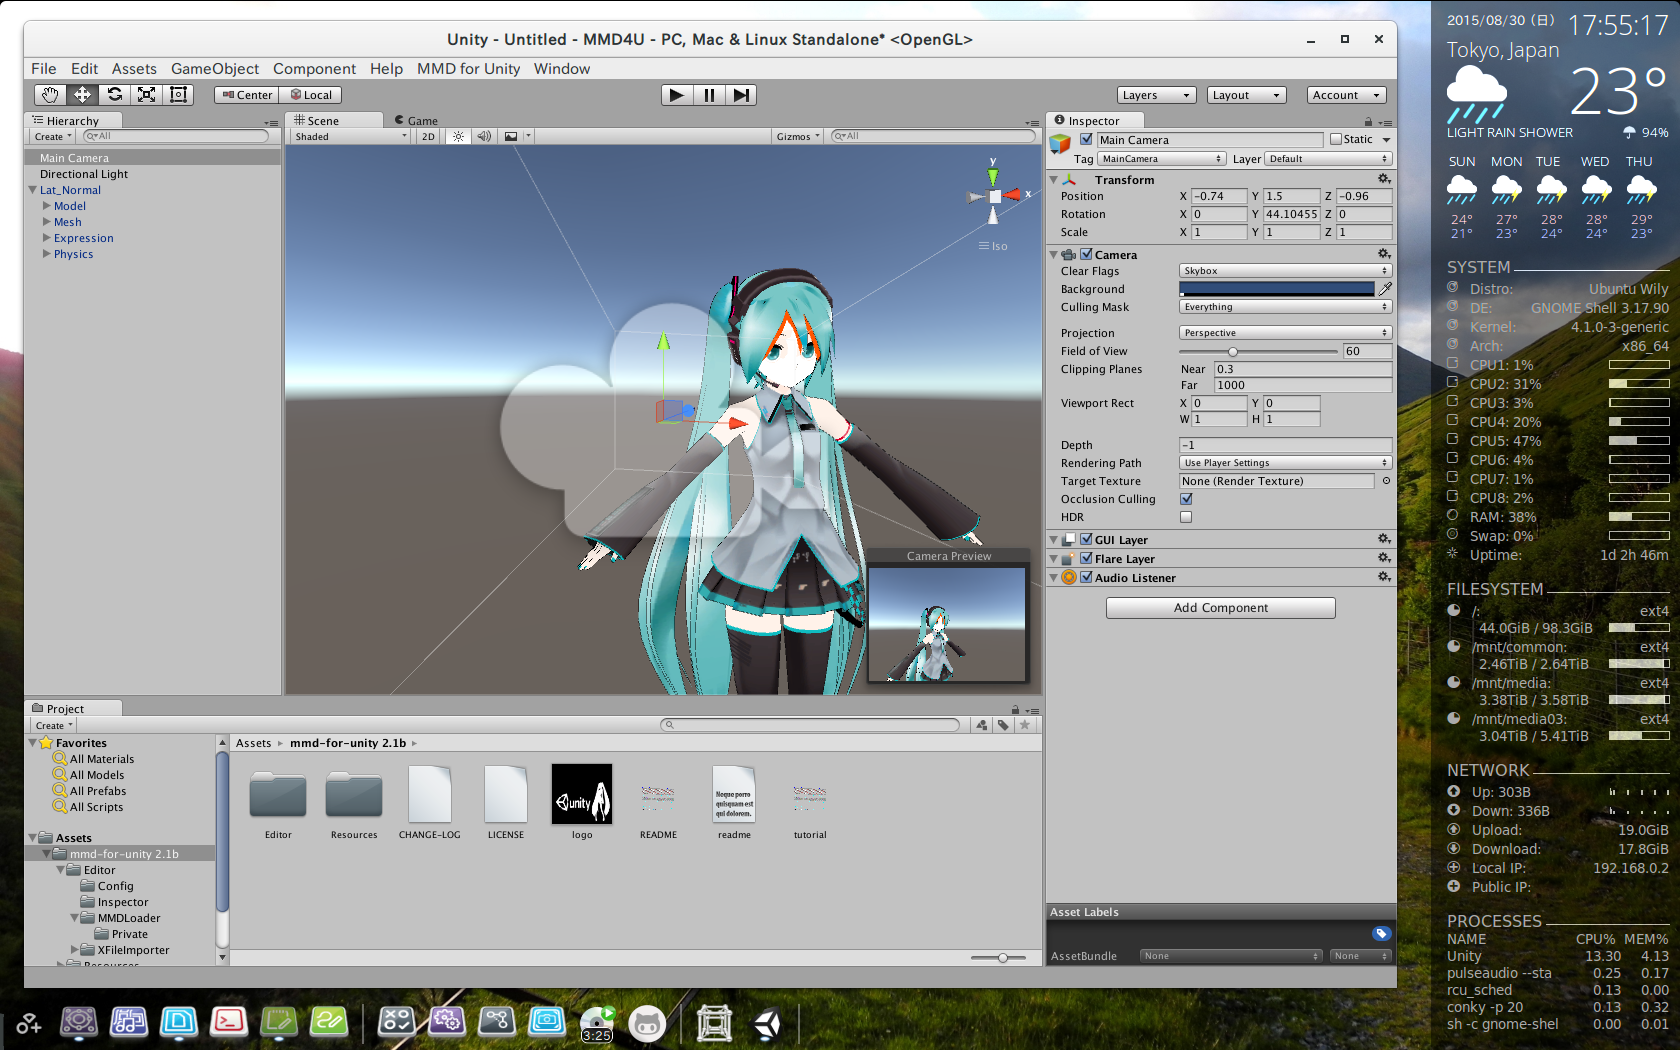 Unity - Untitled - MMD4U - PC, Mac & Linux Standalone* <OpenGL>
File Edit Assets GameObject Component Help MMD for Unity Window
Center Local
Layers Layout Account
Hierarchy
Create All
Main Camera
Directional Light
Lat_Normal
Model
Mesh
Expression
Physics
Scene Game
Shaded 2D Gizmos All
y
x
Iso
Camera Preview
Inspector
Main Camera Static
Tag MainCamera Layer Default
Transform
Position X -0.74 Y 1.5 Z -0.96
Rotation X 0 Y 44.10455 Z 0
Scale X 1 Y 1 Z 1
Camera
Clear Flags Skybox
Background
Culling Mask Everything
Projection Perspective
Field of View 60
Clipping Planes Near 0.3
Far 1000
Viewport Rect X 0 Y 0
W 1 H 1
Depth -1
Rendering Path Use Player Settings
Target Texture None (Render Texture)
Occlusion Culling
HDR
GUI Layer
Flare Layer
Audio Listener
Add Component
Asset Labels
AssetBundle None None
Project
Create
Favorites
All Materials
All Models
All Prefabs
All Scripts
Assets
mmd-for-unity 2.1b
Editor
Config
Inspector
MMDLoader
Private
XFileImporter
Resources
Assets mmd-for-unity 2.1b
unity
Neque porro
quisquam est
qui dolorem.
Editor Resources CHANGE-LOG LICENSE logo README readme tutorial
3:25
2015/08/30 (日) 17:55:17
Tokyo, Japan
23°
LIGHT RAIN SHOWER 94%
SUN MON TUE WED THU
24° 27° 28° 28° 29°
21° 23° 24° 24° 23°
SYSTEM
Distro: Ubuntu Wily
DE: GNOME Shell 3.17.90
Kernel: 4.1.0-3-generic
Arch: x86_64
CPU1: 1%
CPU2: 31%
CPU3: 3%
CPU4: 20%
CPU5: 47%
CPU6: 4%
CPU7: 1%
CPU8: 2%
RAM: 38%
Swap: 0%
Uptime: 1d 2h 46m
FILESYSTEM
/: ext4
44.0GiB / 98.3GiB
/mnt/common: ext4
2.46TiB / 2.64TiB
/mnt/media: ext4
3.38TiB / 3.58TiB
/mnt/media03: ext4
3.04TiB / 5.41TiB
NETWORK
Up: 303B
Down: 336B
Upload: 19.0GiB
Download: 17.8GiB
Local IP: 192.168.0.2
Public IP:
PROCESSES
NAME CPU% MEM%
Unity 13.30 4.13
pulseaudio --sta 0.25 0.17
rcu_sched 0.13 0.00
conky -p 20 0.13 0.32
sh -c gnome-shel 0.00 0.01